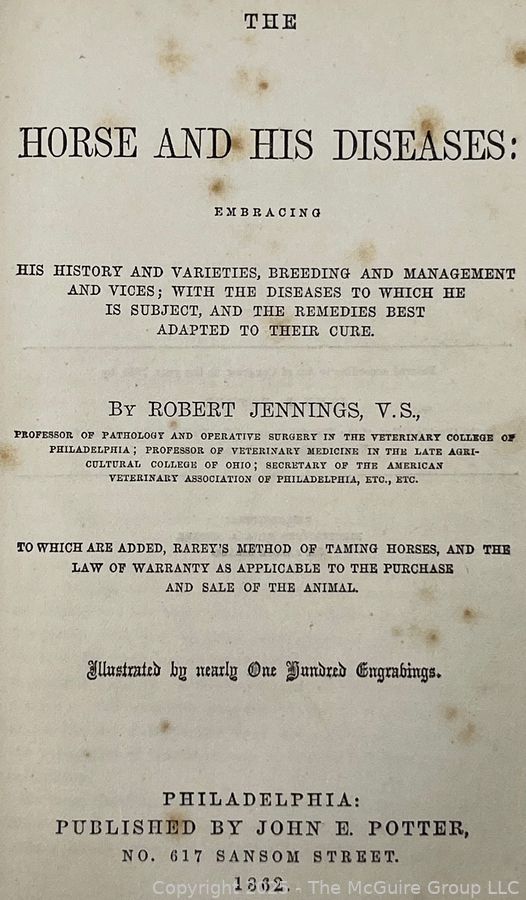 THE
HORSE AND HIS DISEASES:
EMBRACING
HIS HISTORY AND VARIETIES, BREEDING AND MANAGEMENT
AND VICES; WITH THE DISEASES TO WHICH HE
IS SUBJECT, AND THE REMEDIES BEST
ADAPTED TO THEIR CURE.
BY ROBERT JENNINGS, V.S.,
PROFESSOR OF PATHOLOGY AND OPERATIVE SURGERY IN THE VETERINARY COLLEGE OF
PHILADELPHIA; PROFESSOR OF VETERINARY MEDICINE IN THE LATE AGRI-
CULTURAL COLLEGE OF OHIO; SECRETARY OF THE AMERICAN
VETERINARY ASSOCIATION OF PHILADELPHIA, ETC., ETC.
TO WHICH ARE ADDED, RAREY'S METHOD OF TAMING HORSES, AND THE
LAW OF WARRANTY AS APPLICABLE TO THE PURCHASE
AND SALE OF THE ANIMAL.
Illustrated by nearly One Hundred Engravings.
PHILADELPHIA:
PUBLISHED BY JOHN E. POTTER,
NO. 617 SANSOM STREET.
1862.
Copyright - The McGuire Group LLC